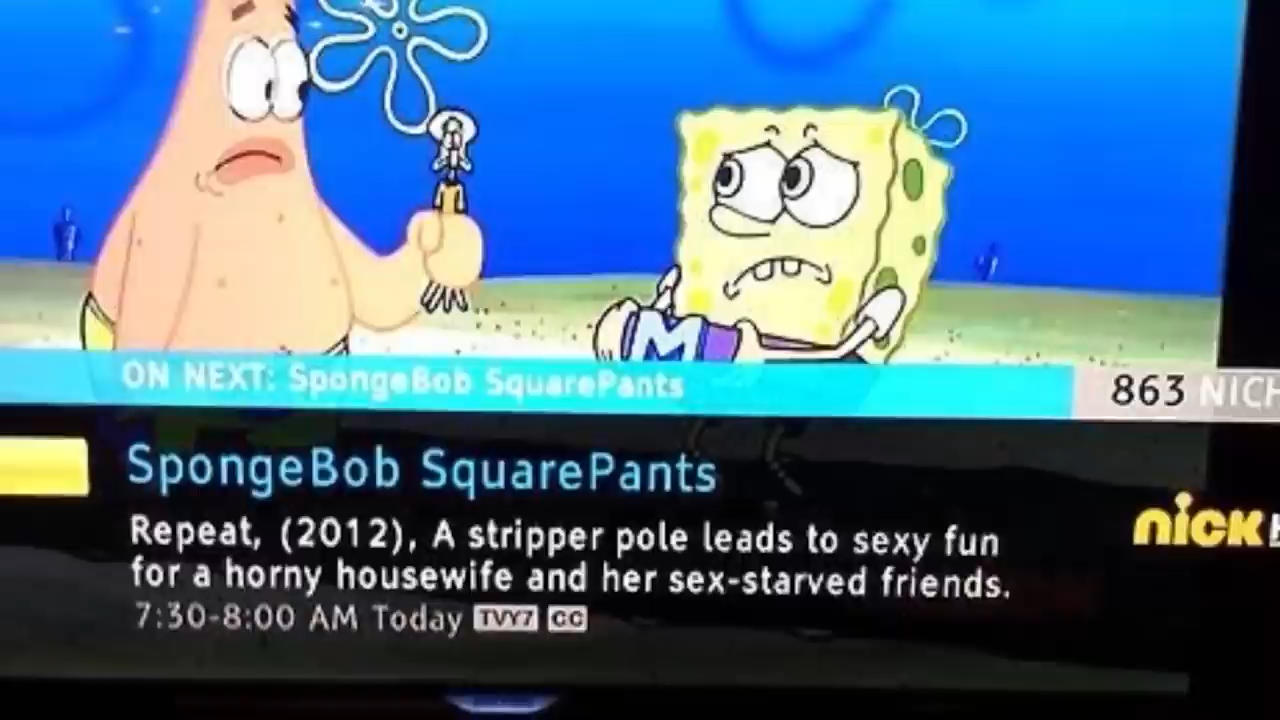 ON NEXT: SpongeBob SquarePants
863 NICK
SpongeBob SquarePants
Repeat, (2012), A stripper pole leads to sexy fun
for a horny housewife and her sex-starved friends.
7:30-8:00 AM Today TVY7 CC
nick
M